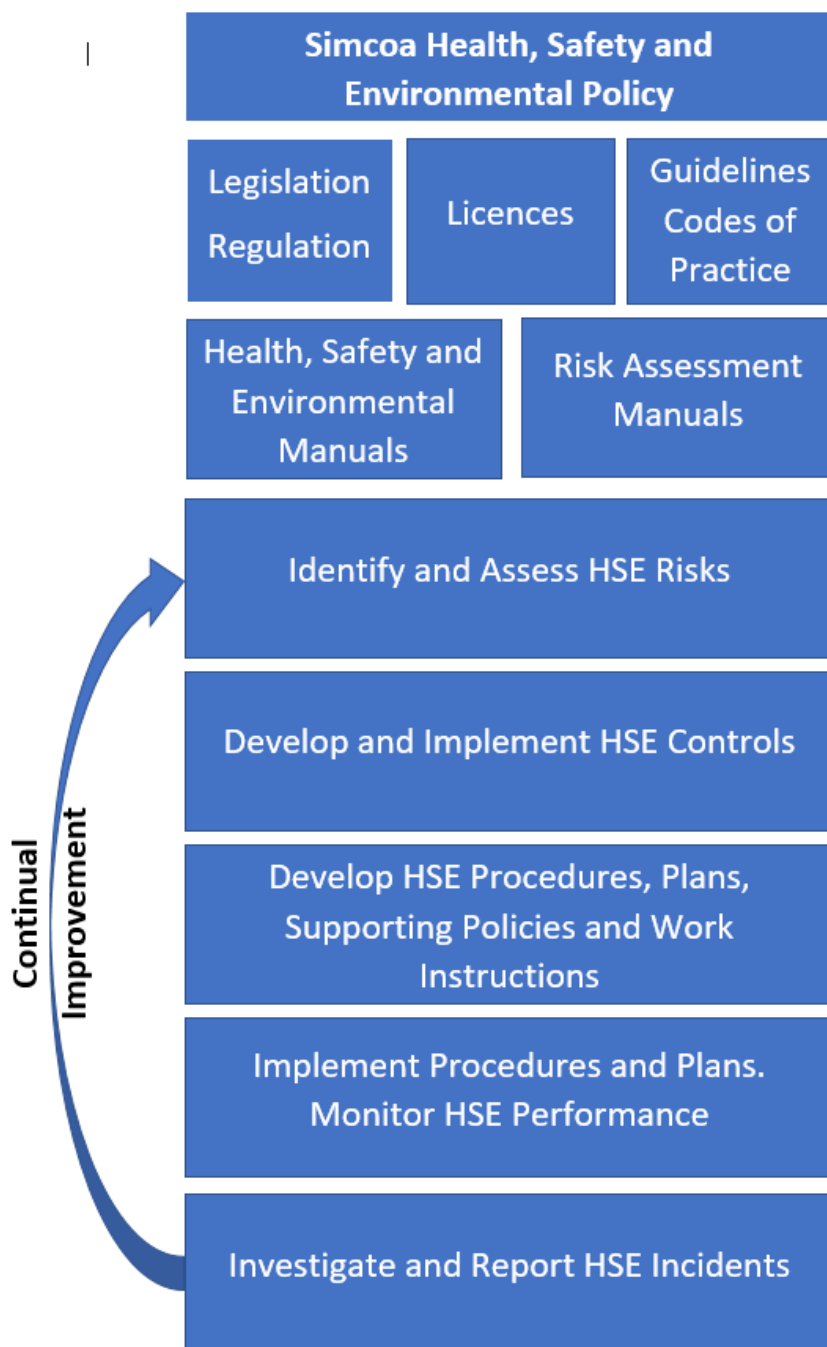 Simcoa Health, Safety and
Environmental Policy
Legislation
Regulation
Licences
Guidelines
Codes of
Practice
Health, Safety and
Environmental
Manuals
Risk Assessment
Manuals
Identify and Assess HSE Risks
Develop and Implement HSE Controls
Develop HSE Procedures, Plans,
Supporting Policies and Work
Instructions
Implement Procedures and Plans.
Monitor HSE Performance
Investigate and Report HSE Incidents
Continual
Improvement